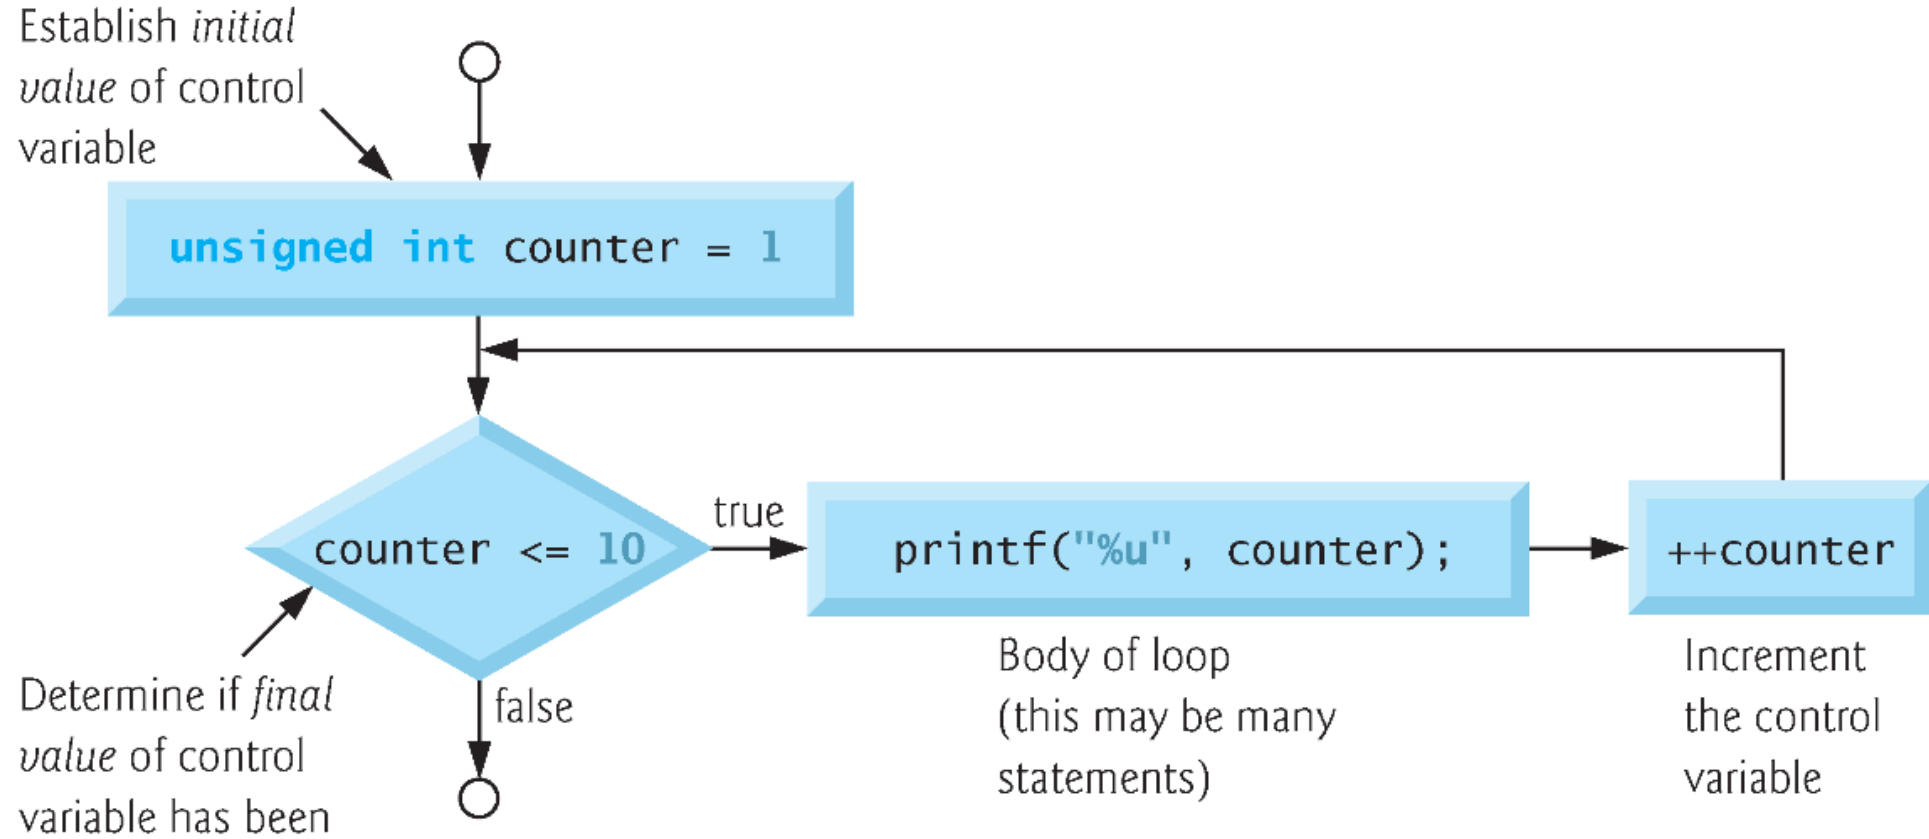 Establish initial
value of control
variable
unsigned int counter = 1
counter <= 10
true
printf("%u", counter);
++counter
false
Determine if final
value of control
variable has been
Body of loop
(this may be many
statements)
Increment
the control
variable